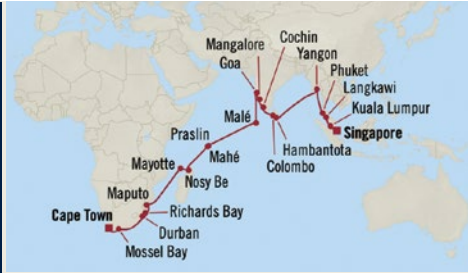 Mangalore
Cochin
Goa
Yangon
Phuket
Langkawi
Kuala Lumpur
Singapore
Malé
Hambantota
Colombo
Praslin
Mahé
Mayotte
Nosy Be
Maputo
Cape Town
Richards Bay
Durban
Mossel Bay